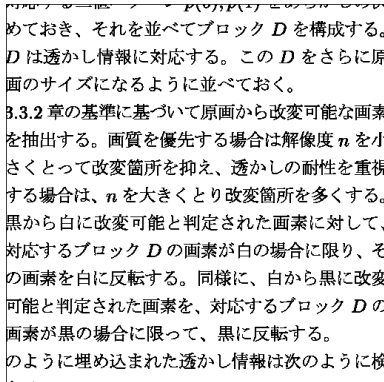 めておき、それを並べてブロック D を構成する。
D は透かし情報に対応する。この D をさらに原
画のサイズになるように並べておく。
3.3.2 章の基準に基づいて原画から改変可能な画素
を抽出する。画質を優先する場合は解像度 n を小
さくとって改変箇所を抑え、透かしの耐性を重視
する場合は、n を大きくとり改変箇所を多くする。
黒から白に改変可能と判定された画素に対して、
対応するブロック D の画素が白の場合に限り、そ
の画素を白に反転する。同様に、白から黒に改変
可能と判定された画素を、対応するブロック D の
画素が黒の場合に限って、黒に反転する。
のように埋め込まれた透かし情報は次のように検